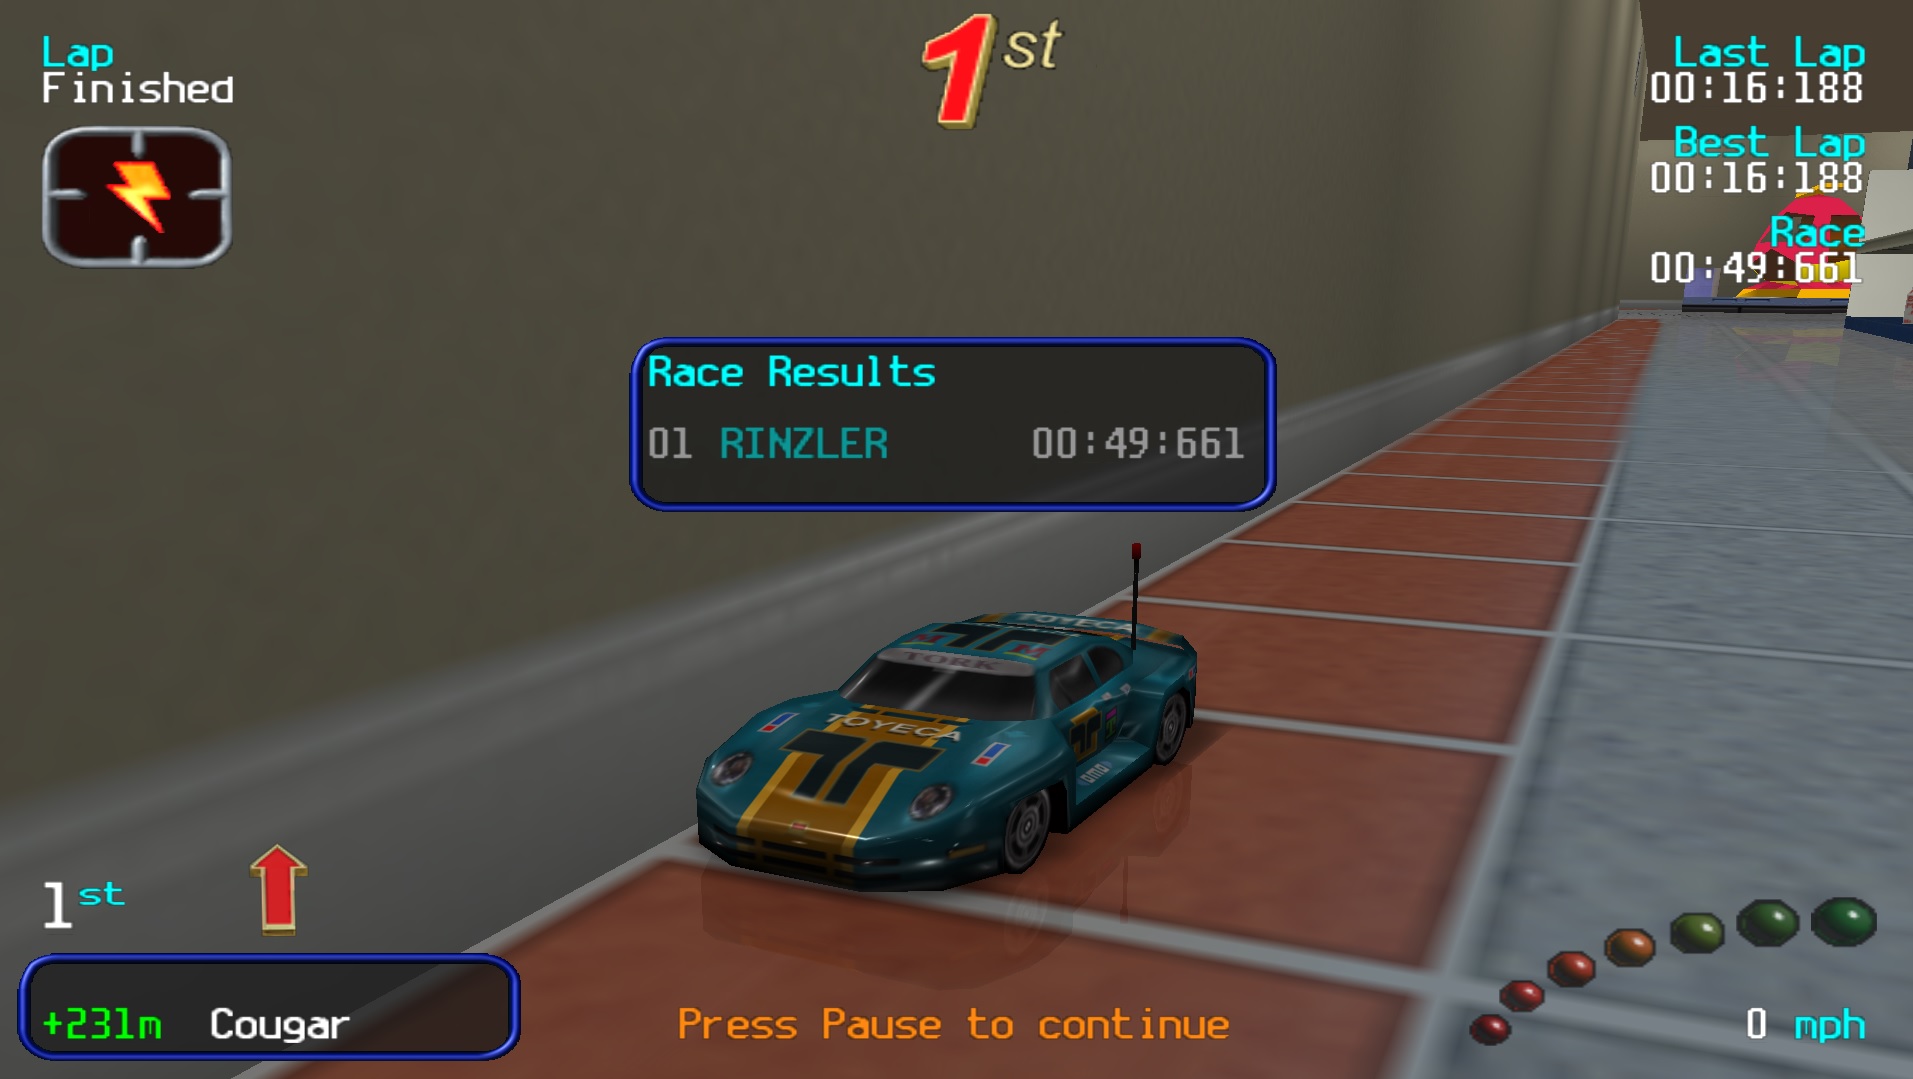 Lap
Finished
1st
Last Lap
00:16:188
Best Lap
00:16:188
Race
00:49:661
Race Results
01 RINZLER 00:49:661
TOYECA
TORK
TOYECA
1st
+231m Cougar
Press Pause to continue
0 mph